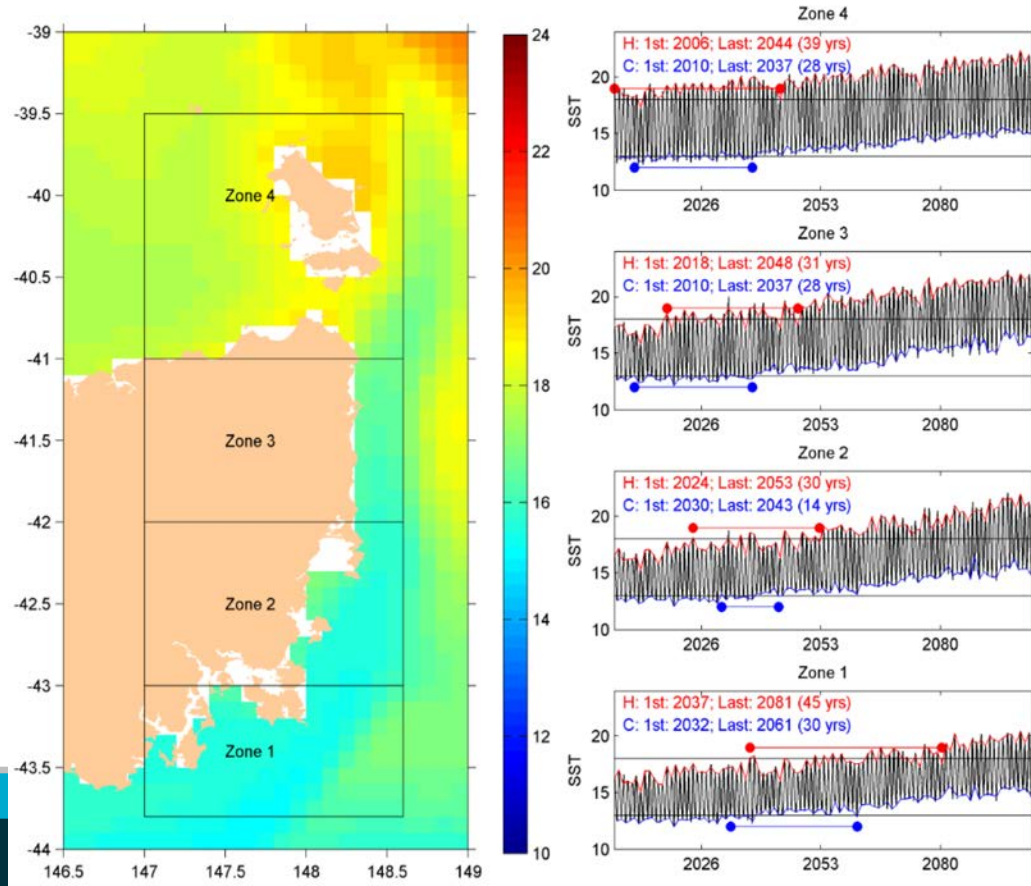 -39
-39.5
-40
-40.5
-41
-41.5
-42
-42.5
-43
-43.5
-44
146.5 147 147.5 148 148.5 149
Zone 4
Zone 3
Zone 2
Zone 1
24
22
20
18
16
14
12
10
Zone 4
H: 1st: 2006; Last: 2044 (39 yrs)
C: 1st: 2010; Last: 2037 (28 yrs)
SST
20
15
10
2026 2053 2080
Zone 3
H: 1st: 2018; Last: 2048 (31 yrs)
C: 1st: 2010; Last: 2037 (28 yrs)
SST
20
15
10
2026 2053 2080
Zone 2
H: 1st: 2024; Last: 2053 (30 yrs)
C: 1st: 2030; Last: 2043 (14 yrs)
SST
20
15
10
2026 2053 2080
Zone 1
H: 1st: 2037; Last: 2081 (45 yrs)
C: 1st: 2032; Last: 2061 (30 yrs)
SST
20
15
10
2026 2053 2080